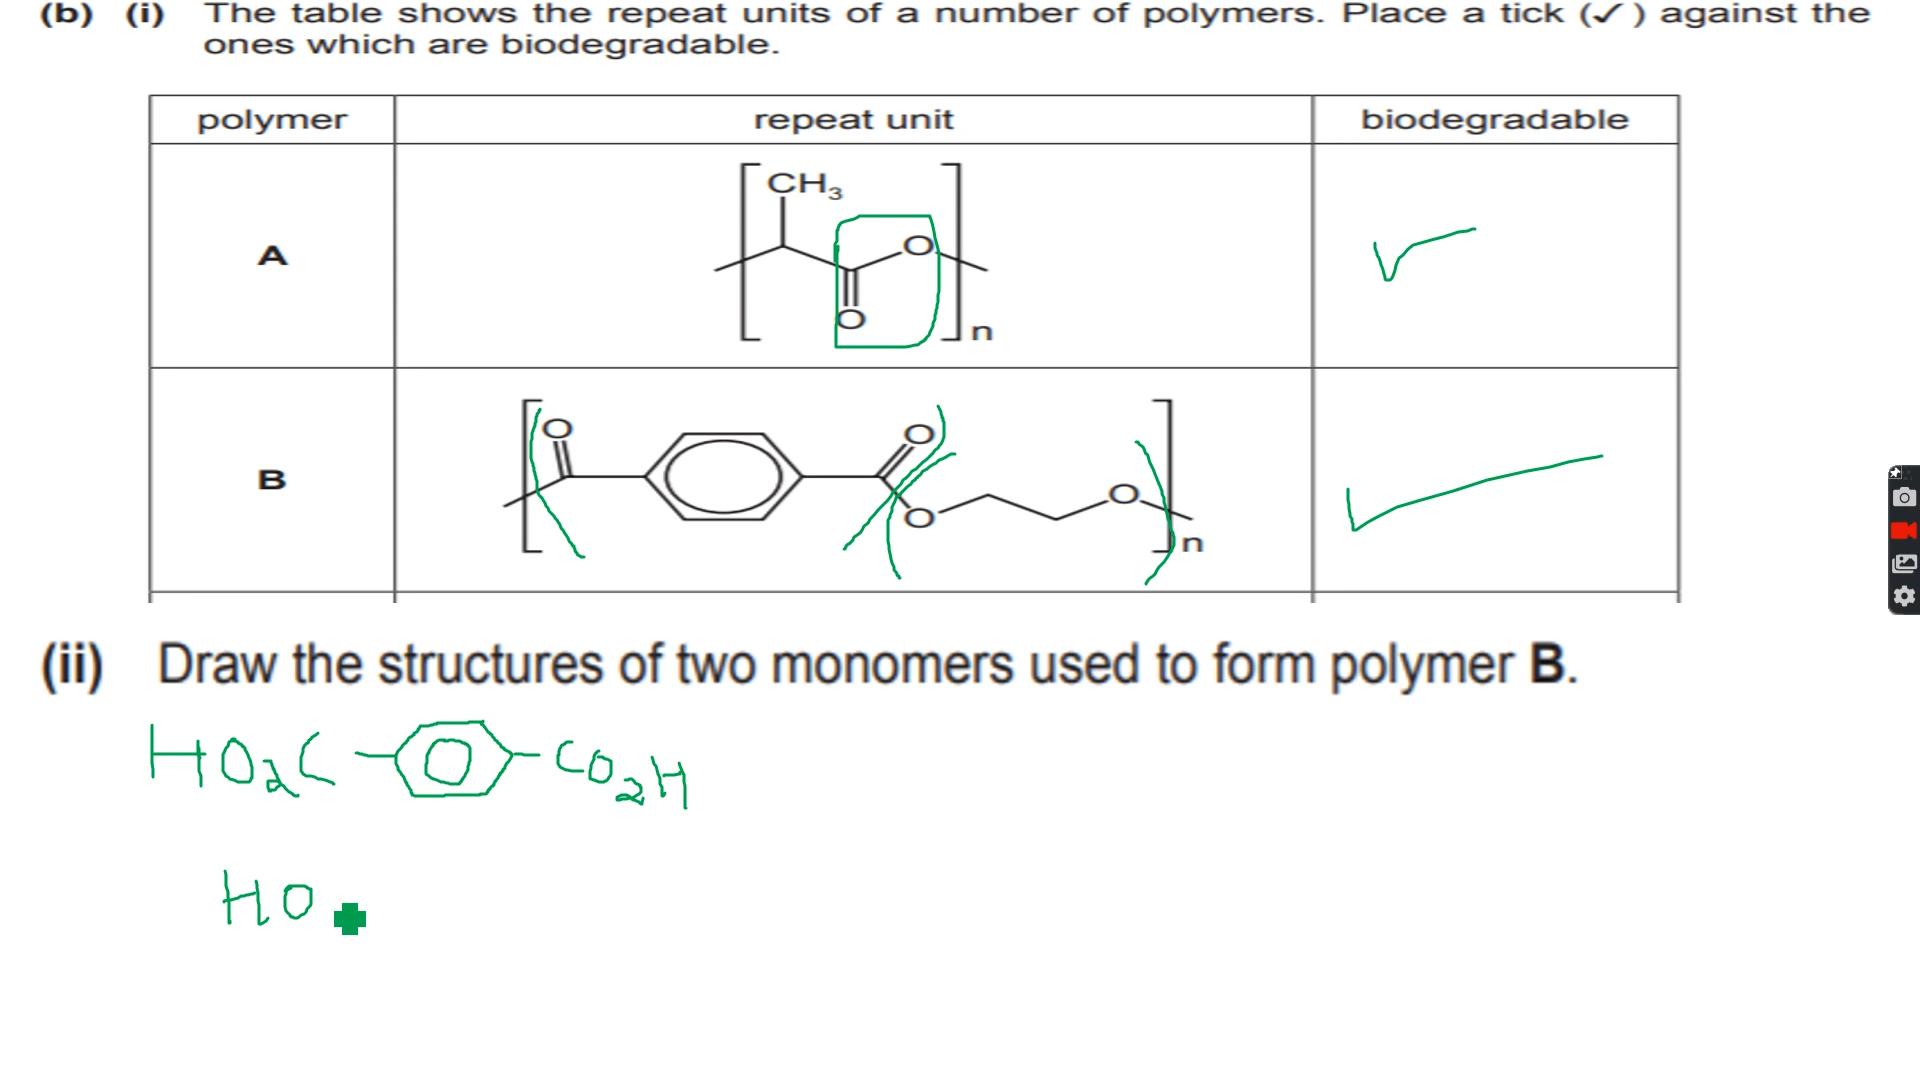 (b) (i) The table shows the repeat units of a number of polymers. Place a tick (✓) against the
ones which are biodegradable.
polymer repeat unit biodegradable
A
CH₃
O
O
n
✓
B
O
O
O
O
n
✓
(ii) Draw the structures of two monomers used to form polymer B.
HO₂C CO₂H
HO